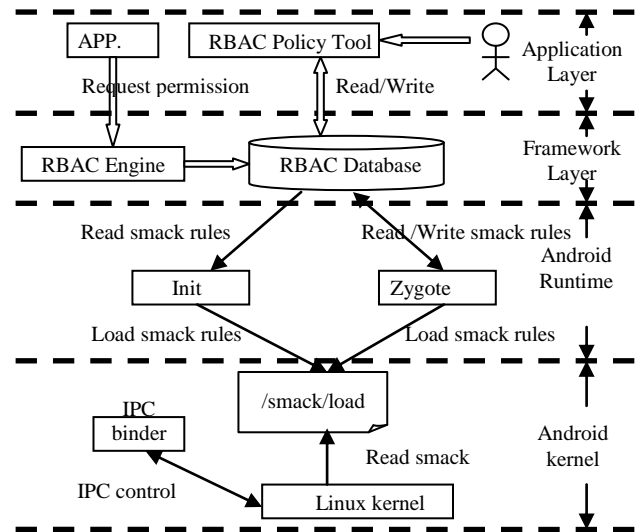 APP.
RBAC Policy Tool
Application
Layer
Request permission
Read/Write
RBAC Engine
RBAC Database
Framework
Layer
Read smack rules
Read /Write smack rules
Android
Runtime
Init
Zygote
Load smack rules
Load smack rules
/smack/load
IPC
binder
Android
kernel
Read smack
IPC control
Linux kernel